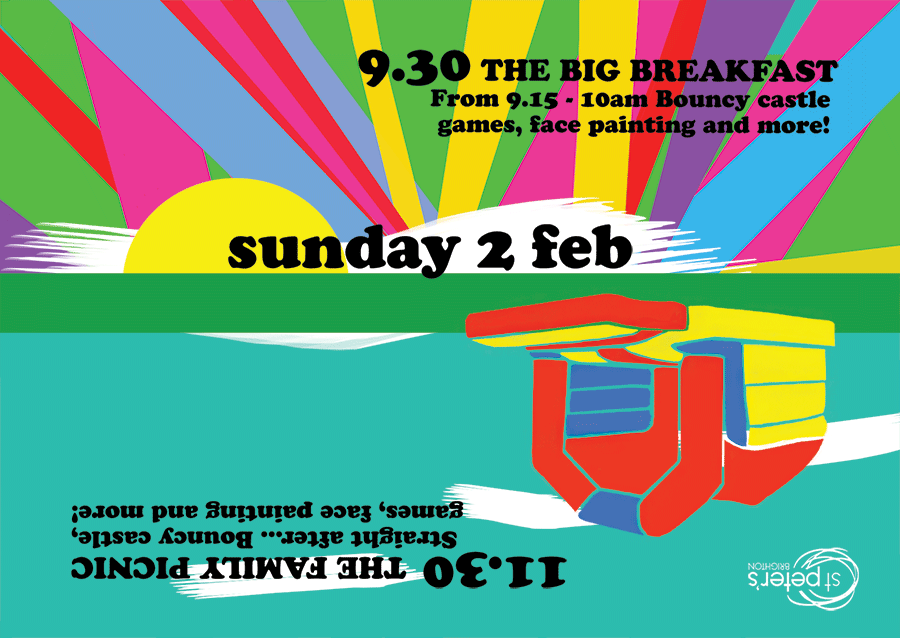 9.30 THE BIG BREAKFAST
From 9.15 - 10am Bouncy castle
games, face painting and more!
sunday 2 feb
11.30 THE FAMILY PICNIC
Straight after... Bouncy castle,
games, face painting and more!
st peter's
BRIGHTON